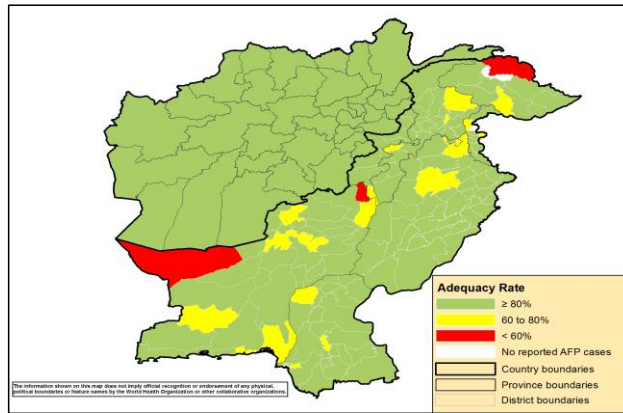 Adequacy Rate
≥ 80%
60 to 80%
< 60%
No reported AFP cases
Country boundaries
Province boundaries
District boundaries
The information shown on this map does not imply official recognition or endorsement of any physical,
political boundaries or feature names by the World Health Organization or other collaborative organizations.